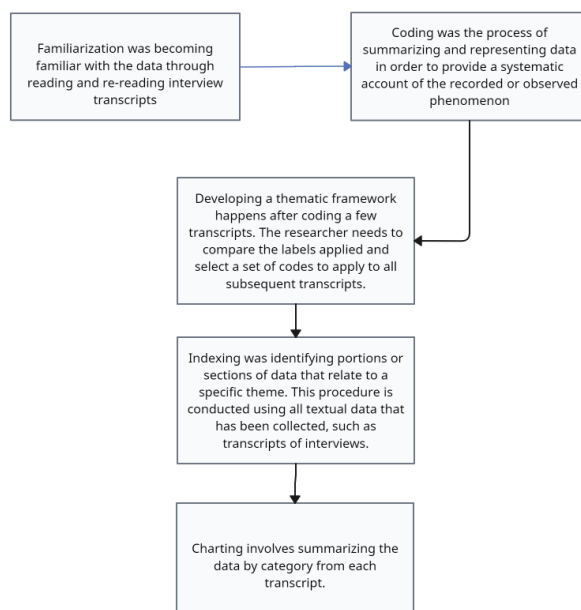 Familiarization was becoming
familiar with the data through
reading and re-reading interview
transcripts
Coding was the process of
summarizing and representing data
in order to provide a systematic
account of the recorded or observed
phenomenon
Developing a thematic framework
happens after coding a few
transcripts. The researcher needs to
compare the labels applied and
select a set of codes to apply to all
subsequent transcripts.
Indexing was identifying portions or
sections of data that relate to a
specific theme. This procedure is
conducted using all textual data that
has been collected, such as
transcripts of interviews.
Charting involves summarizing the
data by category from each
transcript.